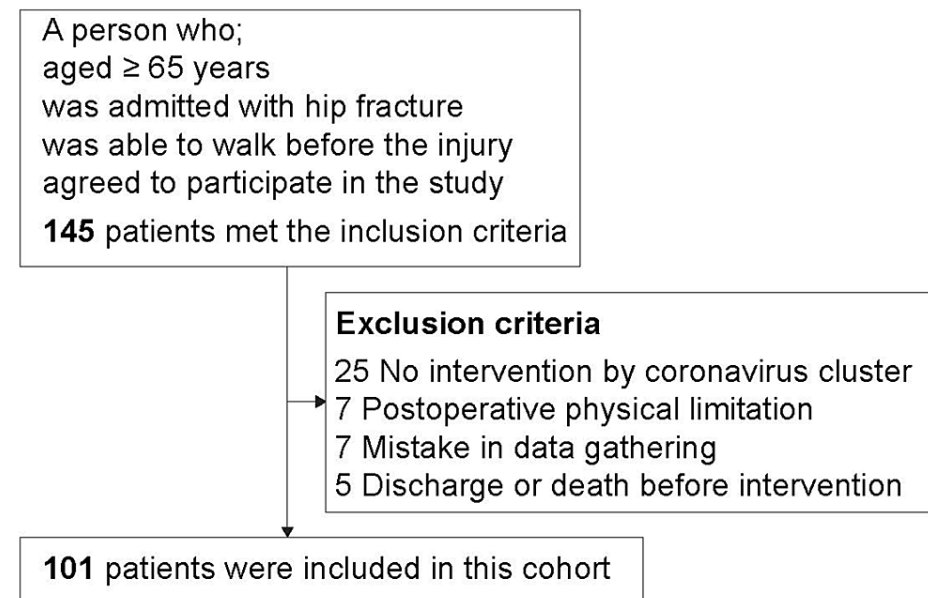 A person who;
aged ≥ 65 years
was admitted with hip fracture
was able to walk before the injury
agreed to participate in the study
145 patients met the inclusion criteria
Exclusion criteria
25 No intervention by coronavirus cluster
7 Postoperative physical limitation
7 Mistake in data gathering
5 Discharge or death before intervention
101 patients were included in this cohort